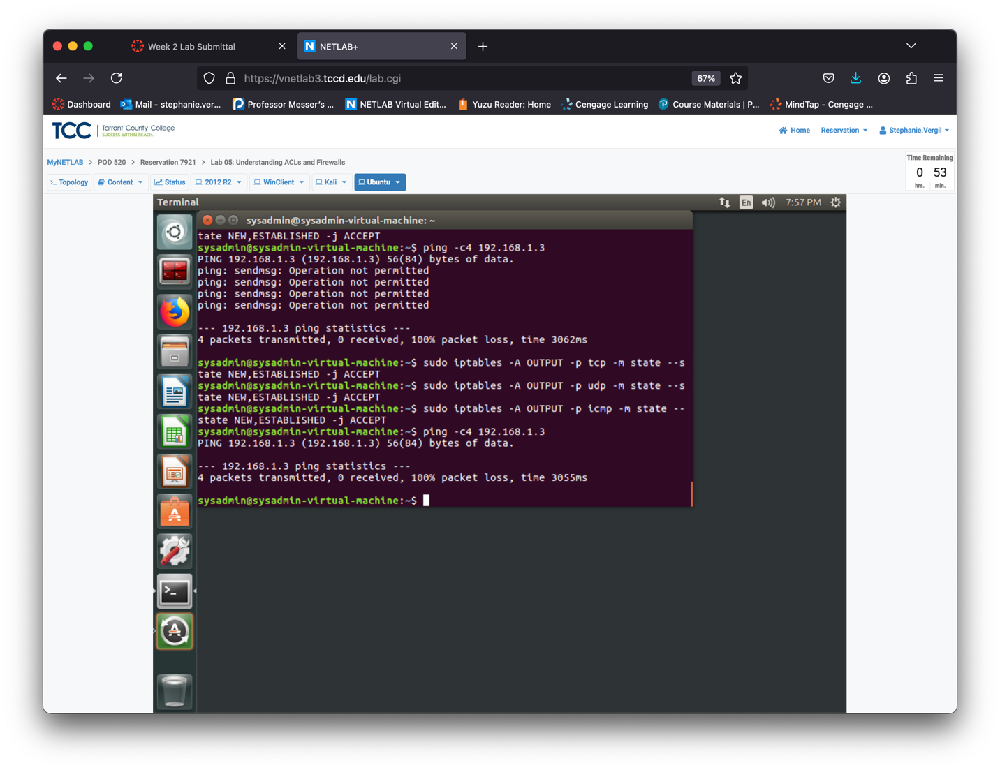 Week 2 Lab Submittal
NETLAB+
https://vnetlab3.tccd.edu/lab.cgi
67%
Dashboard
Mail - stephanie.ver...
Professor Messer's ...
NETLAB Virtual Edit...
Yuzu Reader: Home
Cengage Learning
Course Materials | P...
MindTap - Cengage ...
TCC Tarrant County College
SUCCESS WITHIN REACH.
Home Reservation Stephanie.Vergil
MyNETLAB > POD 520 > Reservation 7921 > Lab 05: Understanding ACLs and Firewalls
Time Remaining
0 53
hrs. min.
>_ Topology Content Status 2012 R2 WinClient Kali Ubuntu
Terminal En 7:57 PM
sysadmin@sysadmin-virtual-machine: ~
tate NEW,ESTABLISHED -j ACCEPT
sysadmin@sysadmin-virtual-machine:~$ ping -c4 192.168.1.3
PING 192.168.1.3 (192.168.1.3) 56(84) bytes of data.
ping: sendmsg: Operation not permitted
ping: sendmsg: Operation not permitted
ping: sendmsg: Operation not permitted
ping: sendmsg: Operation not permitted
--- 192.168.1.3 ping statistics ---
4 packets transmitted, 0 received, 100% packet loss, time 3062ms
sysadmin@sysadmin-virtual-machine:~$ sudo iptables -A OUTPUT -p tcp -m state --s
tate NEW,ESTABLISHED -j ACCEPT
sysadmin@sysadmin-virtual-machine:~$ sudo iptables -A OUTPUT -p udp -m state --s
tate NEW,ESTABLISHED -j ACCEPT
sysadmin@sysadmin-virtual-machine:~$ sudo iptables -A OUTPUT -p icmp -m state --
state NEW,ESTABLISHED -j ACCEPT
sysadmin@sysadmin-virtual-machine:~$ ping -c4 192.168.1.3
PING 192.168.1.3 (192.168.1.3) 56(84) bytes of data.
--- 192.168.1.3 ping statistics ---
4 packets transmitted, 0 received, 100% packet loss, time 3055ms
sysadmin@sysadmin-virtual-machine:~$